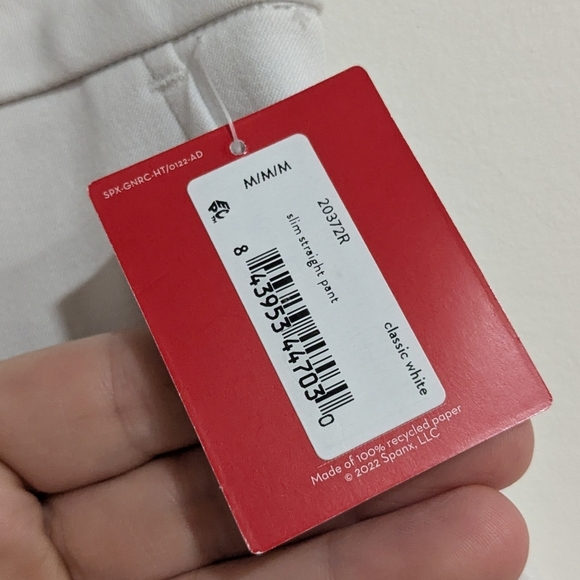 SPX-GNRC-HT/0122-AD
M/M/M
20372R
slim straight pant
classic white
8 43953 44703 0
Made of 100% recycled paper
© 2022 Spanx, LLC